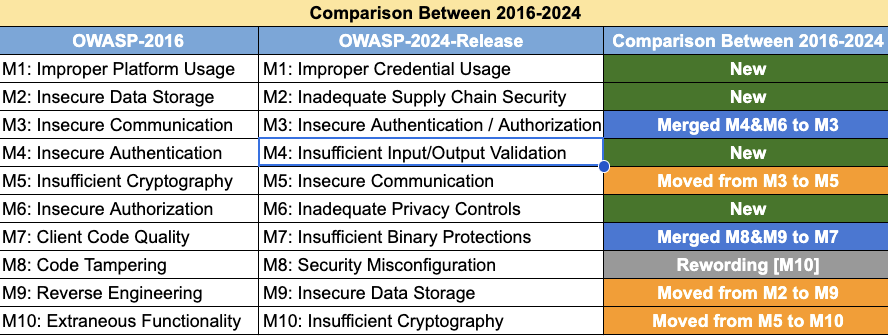 Comparison Between 2016-2024
OWASP-2016 OWASP-2024-Release Comparison Between 2016-2024
M1: Improper Platform Usage M1: Improper Credential Usage New
M2: Insecure Data Storage M2: Inadequate Supply Chain Security New
M3: Insecure Communication M3: Insecure Authentication / Authorization Merged M4&M6 to M3
M4: Insecure Authentication M4: Insufficient Input/Output Validation New
M5: Insufficient Cryptography M5: Insecure Communication Moved from M3 to M5
M6: Insecure Authorization M6: Inadequate Privacy Controls New
M7: Client Code Quality M7: Insufficient Binary Protections Merged M8&M9 to M7
M8: Code Tampering M8: Security Misconfiguration Rewording [M10]
M9: Reverse Engineering M9: Insecure Data Storage Moved from M2 to M9
M10: Extraneous Functionality M10: Insufficient Cryptography Moved from M5 to M10